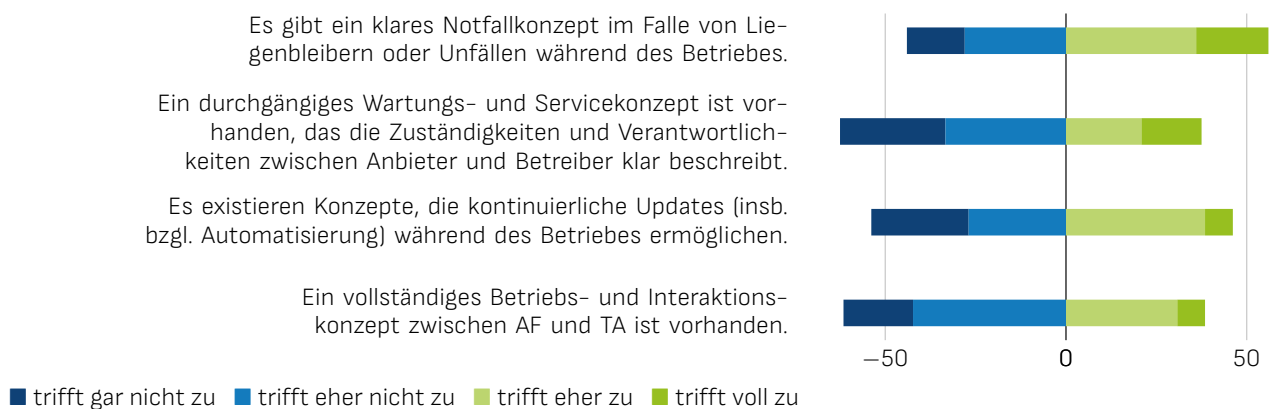 Es gibt ein klares Notfallkonzept im Falle von Lie-
genbleibern oder Unfällen während des Betriebes.
Ein durchgängiges Wartungs- und Servicekonzept ist vor-
handen, das die Zuständigkeiten und Verantwortlich-
keiten zwischen Anbieter und Betreiber klar beschreibt.
Es existieren Konzepte, die kontinuierliche Updates (insb.
bzgl. Automatisierung) während des Betriebes ermöglichen.
Ein vollständiges Betriebs- und Interaktions-
konzept zwischen AF und TA ist vorhanden.
−50 0 50
trifft gar nicht zu trifft eher nicht zu trifft eher zu trifft voll zu